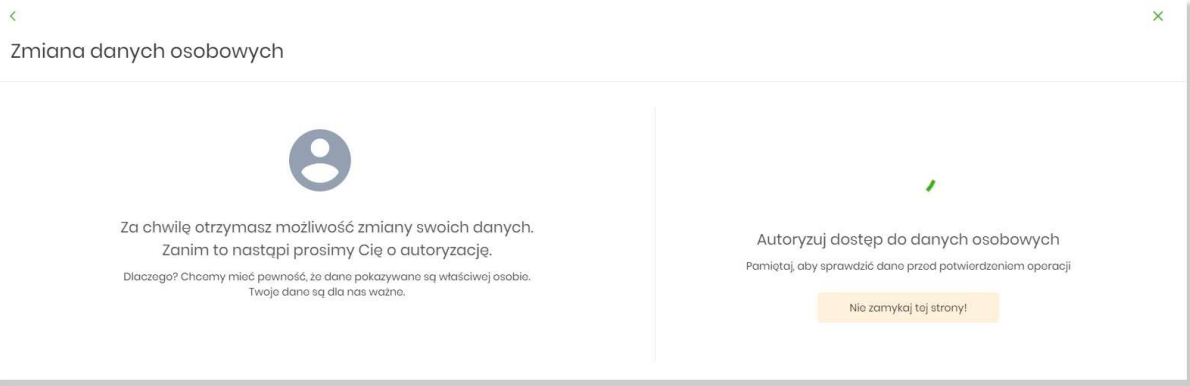 Zmiana danych osobowych
Za chwilę otrzymasz możliwość zmiany swoich danych.
Zanim to nastąpi prosimy Cię o autoryzację.
Dlaczego? Chcemy mieć pewność, że dane pokazywane są właściwej osobie.
Twoje dane są dla nas ważne.
Autoryzuj dostęp do danych osobowych
Pamiętaj, aby sprawdzić dane przed potwierdzeniem operacji
Nie zamykaj tej strony!